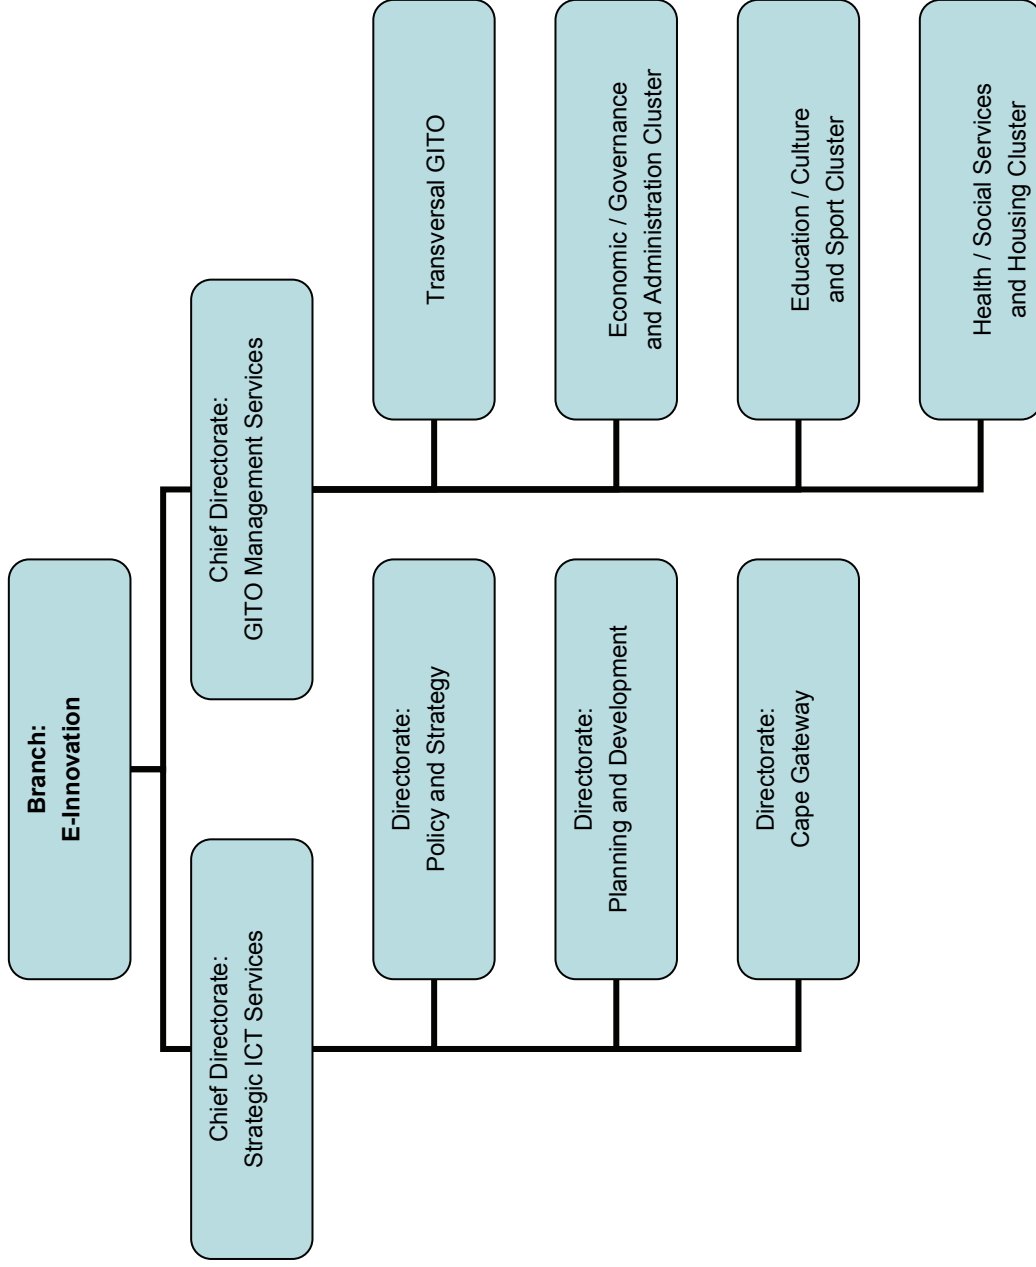 Branch:
E-Innovation
Chief Directorate:
Strategic ICT Services
Chief Directorate:
GITO Management Services
Directorate:
Policy and Strategy
Directorate:
Planning and Development
Directorate:
Cape Gateway
Transversal GITO
Economic / Governance
and Administration Cluster
Education / Culture
and Sport Cluster
Health / Social Services
and Housing Cluster